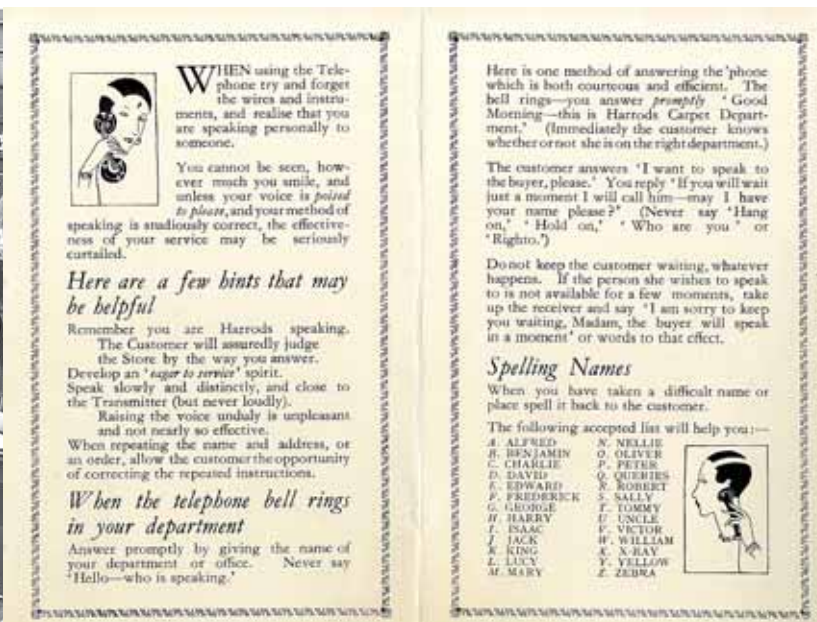 WHEN using the Tele-
phone try and forget
the wires and instru-
ments, and realise that you
are speaking personally to
someone.
You cannot be seen, how-
ever much you smile, and
unless your voice is poised
to please, and your method of
speaking is studiously correct, the effective-
ness of your service may be seriously
curtailed.
Here are a few hints that may
be helpful
Remember you are Harrods speaking.
The Customer will assuredly judge
the Store by the way you answer.
Develop an 'eager to service' spirit.
Speak slowly and distinctly, and close to
the Transmitter (but never loudly).
Raising the voice unduly is unpleasant
and not nearly so effective.
When repeating the name and address, or
an order, allow the customer the opportunity
of correcting the repeated instructions.
When the telephone bell rings
in your department
Answer promptly by giving the name of
your department or office. Never say
'Hello—who is speaking.'
Here is one method of answering the 'phone
which is both courteous and efficient. The
bell rings—you answer promptly 'Good
Morning—this is Harrods Carpet Depart-
ment.' (Immediately the customer knows
whether or not she is on the right department.)
The customer answers 'I want to speak to
the buyer, please.' You reply 'If you will wait
just a moment I will call him—may I have
your name please?' (Never say 'Hang
on,' 'Hold on,' 'Who are you' or
'Righto.')
Do not keep the customer waiting, whatever
happens. If the person she wishes to speak
to is not available for a few moments, take
up the receiver and say 'I am sorry to keep
you waiting, Madam, the buyer will speak
in a moment' or words to that effect.
Spelling Names
When you have taken a difficult name or
place spell it back to the customer.
The following accepted list will help you:—
A. ALFRED
B. BENJAMIN
C. CHARLIE
D. DAVID
E. EDWARD
F. FREDERICK
G. GEORGE
H. HARRY
I. ISAAC
J. JACK
K. KING
L. LUCY
M. MARY
N. NELLIE
O. OLIVER
P. PETER
Q. QUERIES
R. ROBERT
S. SALLY
T. TOMMY
U. UNCLE
V. VICTOR
W. WILLIAM
X. X-RAY
Y. YELLOW
Z. ZEBRA